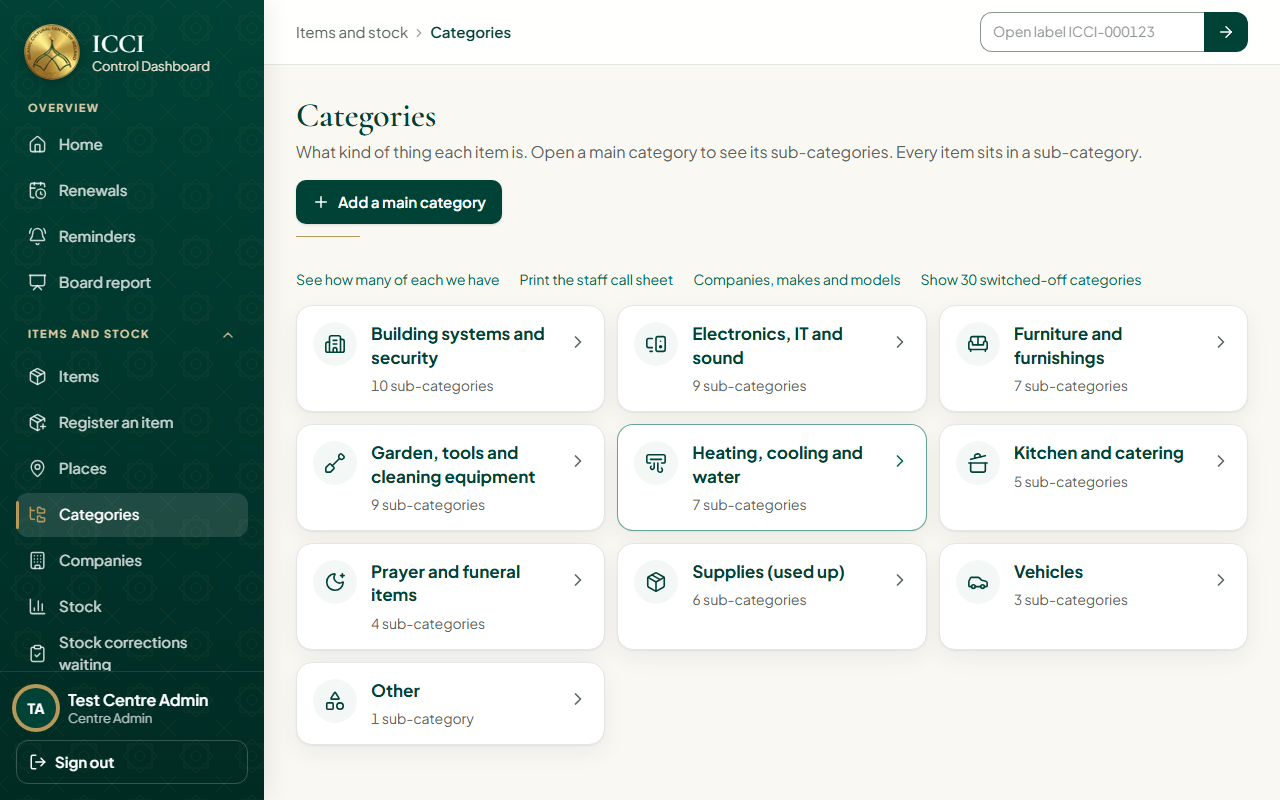 ICCI
Control Dashboard
OVERVIEW
Home
Renewals
Reminders
Board report
ITEMS AND STOCK
Items
Register an item
Places
Categories
Companies
Stock
Stock corrections
waiting
TA
Test Centre Admin
Centre Admin
Sign out
Items and stock
Categories
Open label ICCI-000123
Categories
What kind of thing each item is. Open a main category to see its sub-categories. Every item sits in a sub-category.
Add a main category
See how many of each we have
Print the staff call sheet
Companies, makes and models
Show 30 switched-off categories
Building systems and
security
10 sub-categories
Electronics, IT and
sound
9 sub-categories
Furniture and
furnishings
7 sub-categories
Garden, tools and
cleaning equipment
9 sub-categories
Heating, cooling and
water
7 sub-categories
Kitchen and catering
5 sub-categories
Prayer and funeral
items
4 sub-categories
Supplies (used up)
6 sub-categories
Vehicles
3 sub-categories
Other
1 sub-category